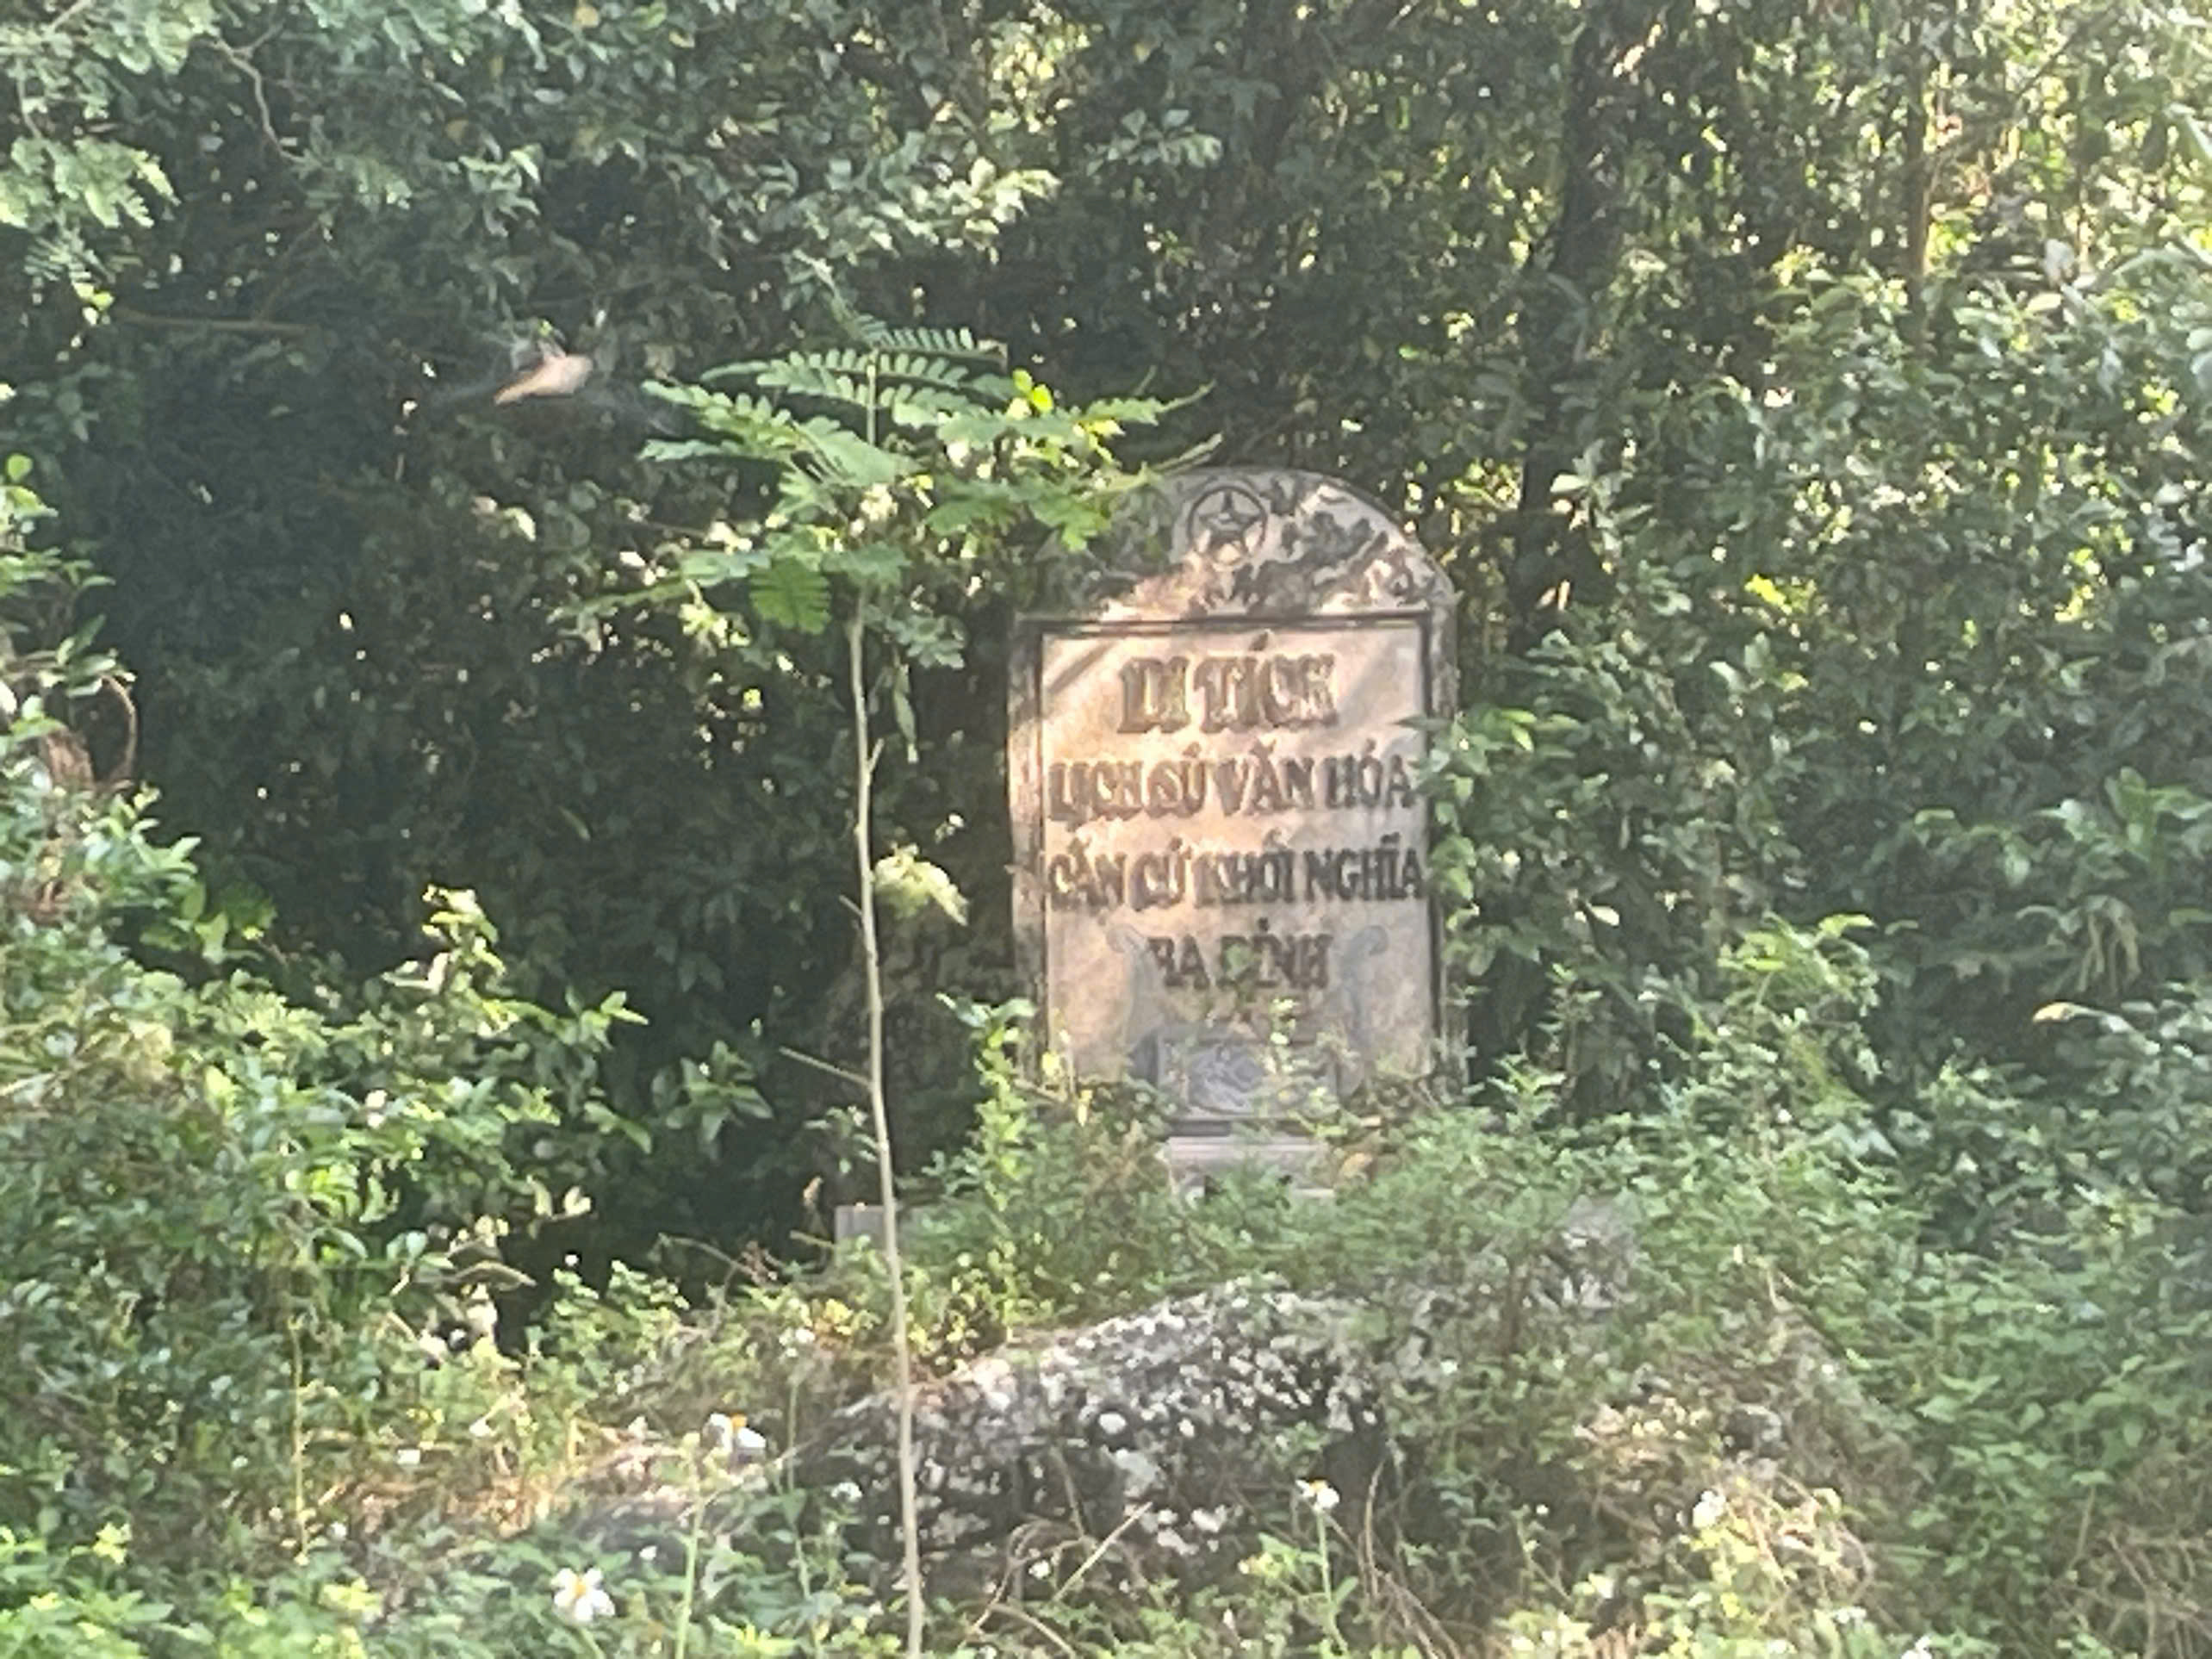 DI TÍCH
LỊCH SỬ VĂN HÓA
CĂN CỨ KHỞI NGHĨA
BA ĐÌNH